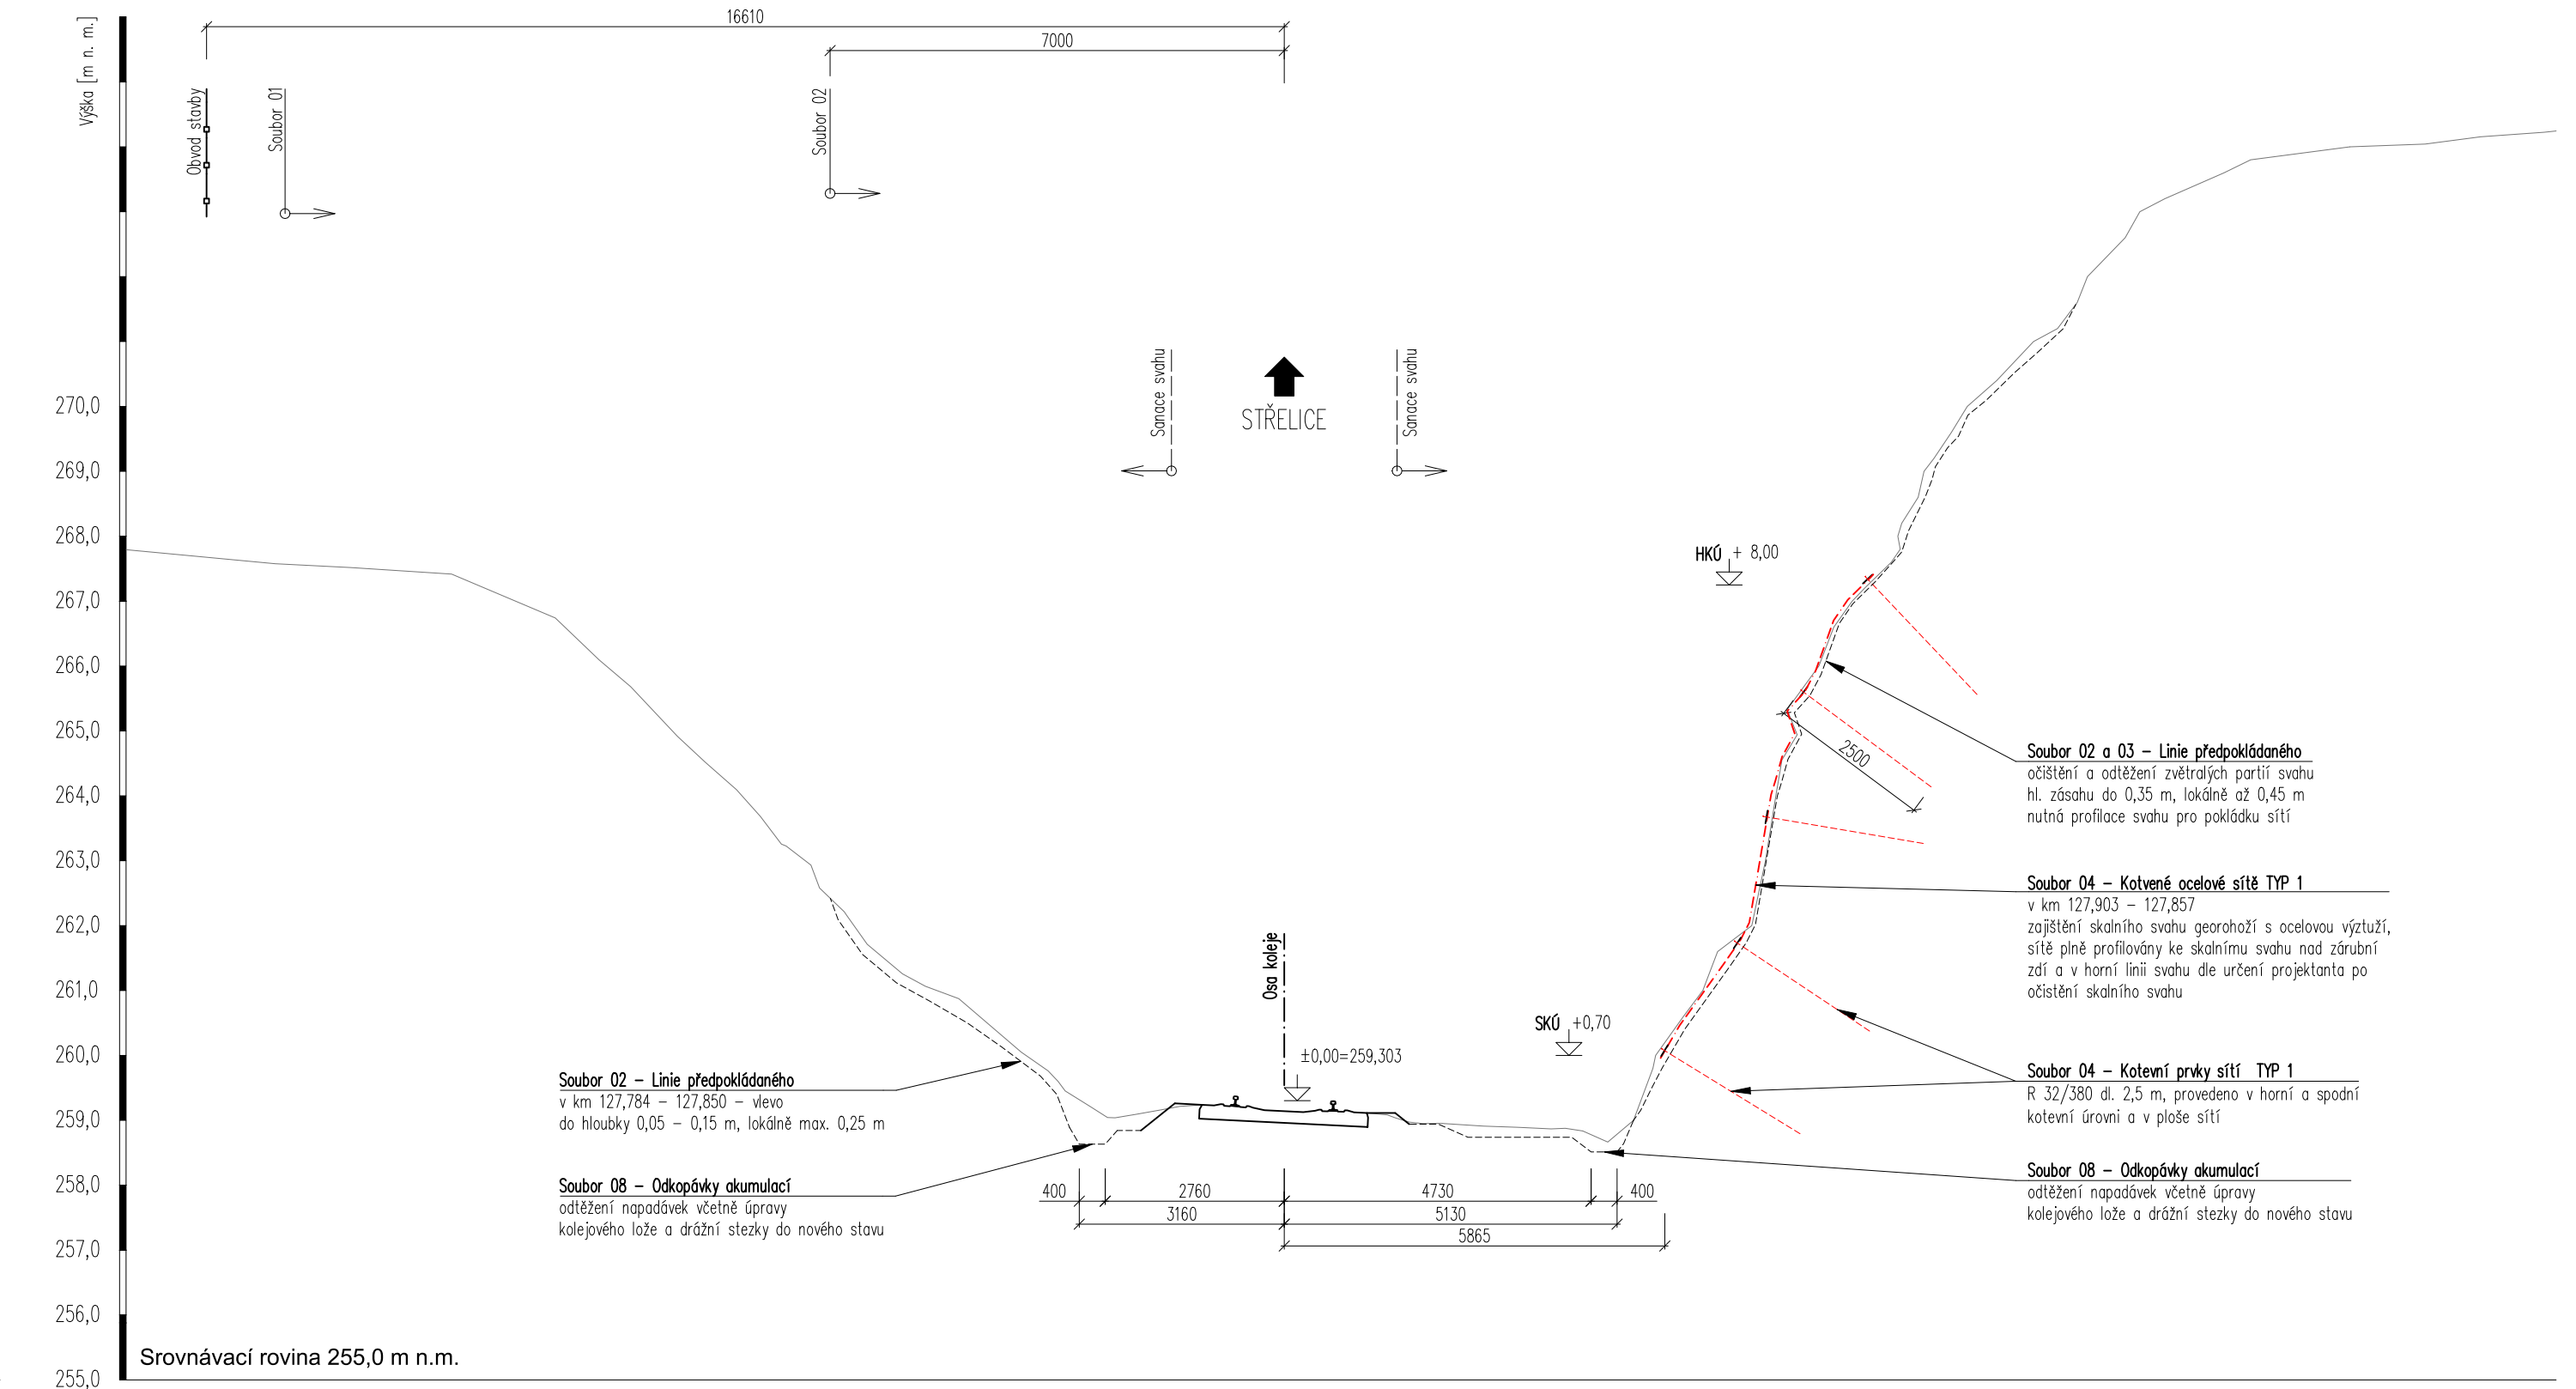 16610
7000
Výška [m n. m.]
Obvod stavby
Soubor 01
Soubor 02
Sanace svahu
Sanace svahu
STŘELICE
270,0
269,0
268,0
267,0
266,0
265,0
264,0
263,0
262,0
261,0
260,0
259,0
258,0
257,0
256,0
255,0
HKÚ + 8,00
2500
Soubor 02 a 03 – Linie předpokládaného
očištění a odtěžení zvětralých partií svahu
hl. zásahu do 0,35 m, lokálně až 0,45 m
nutná profilace svahu pro pokládku sítí
Soubor 04 – Kotvené ocelové sítě TYP 1
v km 127,903 – 127,857
zajištění skalního svahu georohoží s ocelovou výztuží,
sítě plně profilovány ke skalnímu svahu nad zárubní
zdí a v horní linii svahu dle určení projektanta po
očistění skalního svahu
Osa koleje
SKÚ +0,70
±0,00=259,303
Soubor 04 – Kotevní prvky sítí TYP 1
R 32/380 dl. 2,5 m, provedeno v horní a spodní
kotevní úrovni a v ploše sítí
Soubor 02 – Linie předpokládaného
v km 127,784 – 127,850 – vlevo
do hloubky 0,05 – 0,15 m, lokálně max. 0,25 m
Soubor 08 – Odkopávky akumulací
odtěžení napadávek včetně úpravy
kolejového lože a drážní stezky do nového stavu
Soubor 08 – Odkopávky akumulací
odtěžení napadávek včetně úpravy
kolejového lože a drážní stezky do nového stavu
400 2760 4730 400
3160 5130
5865
Srovnávací rovina 255,0 m n.m.